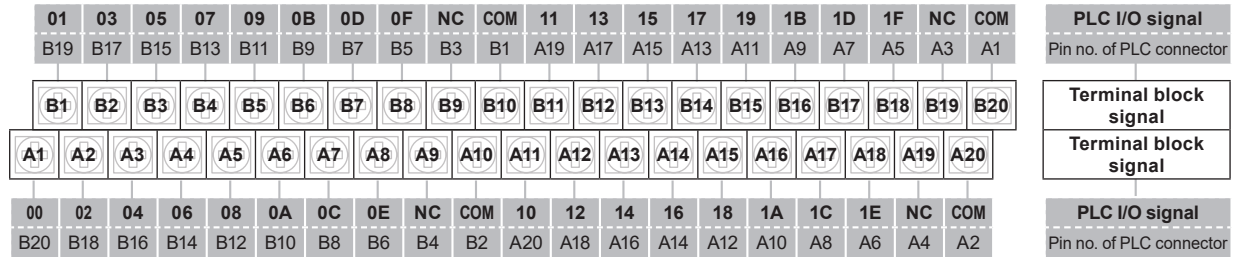 01 03 05 07 09 0B 0D 0F NC COM 11 13 15 17 19 1B 1D 1F NC COM PLC I/O signal
B19 B17 B15 B13 B11 B9 B7 B5 B3 B1 A19 A17 A15 A13 A11 A9 A7 A5 A3 A1 Pin no. of PLC connector
B1 B2 B3 B4 B5 B6 B7 B8 B9 B10 B11 B12 B13 B14 B15 B16 B17 B18 B19 B20 Terminal block
signal
A1 A2 A3 A4 A5 A6 A7 A8 A9 A10 A11 A12 A13 A14 A15 A16 A17 A18 A19 A20 Terminal block
signal
00 02 04 06 08 0A 0C 0E NC COM 10 12 14 16 18 1A 1C 1E NC COM PLC I/O signal
B20 B18 B16 B14 B12 B10 B8 B6 B4 B2 A20 A18 A16 A14 A12 A10 A8 A6 A4 A2 Pin no. of PLC connector